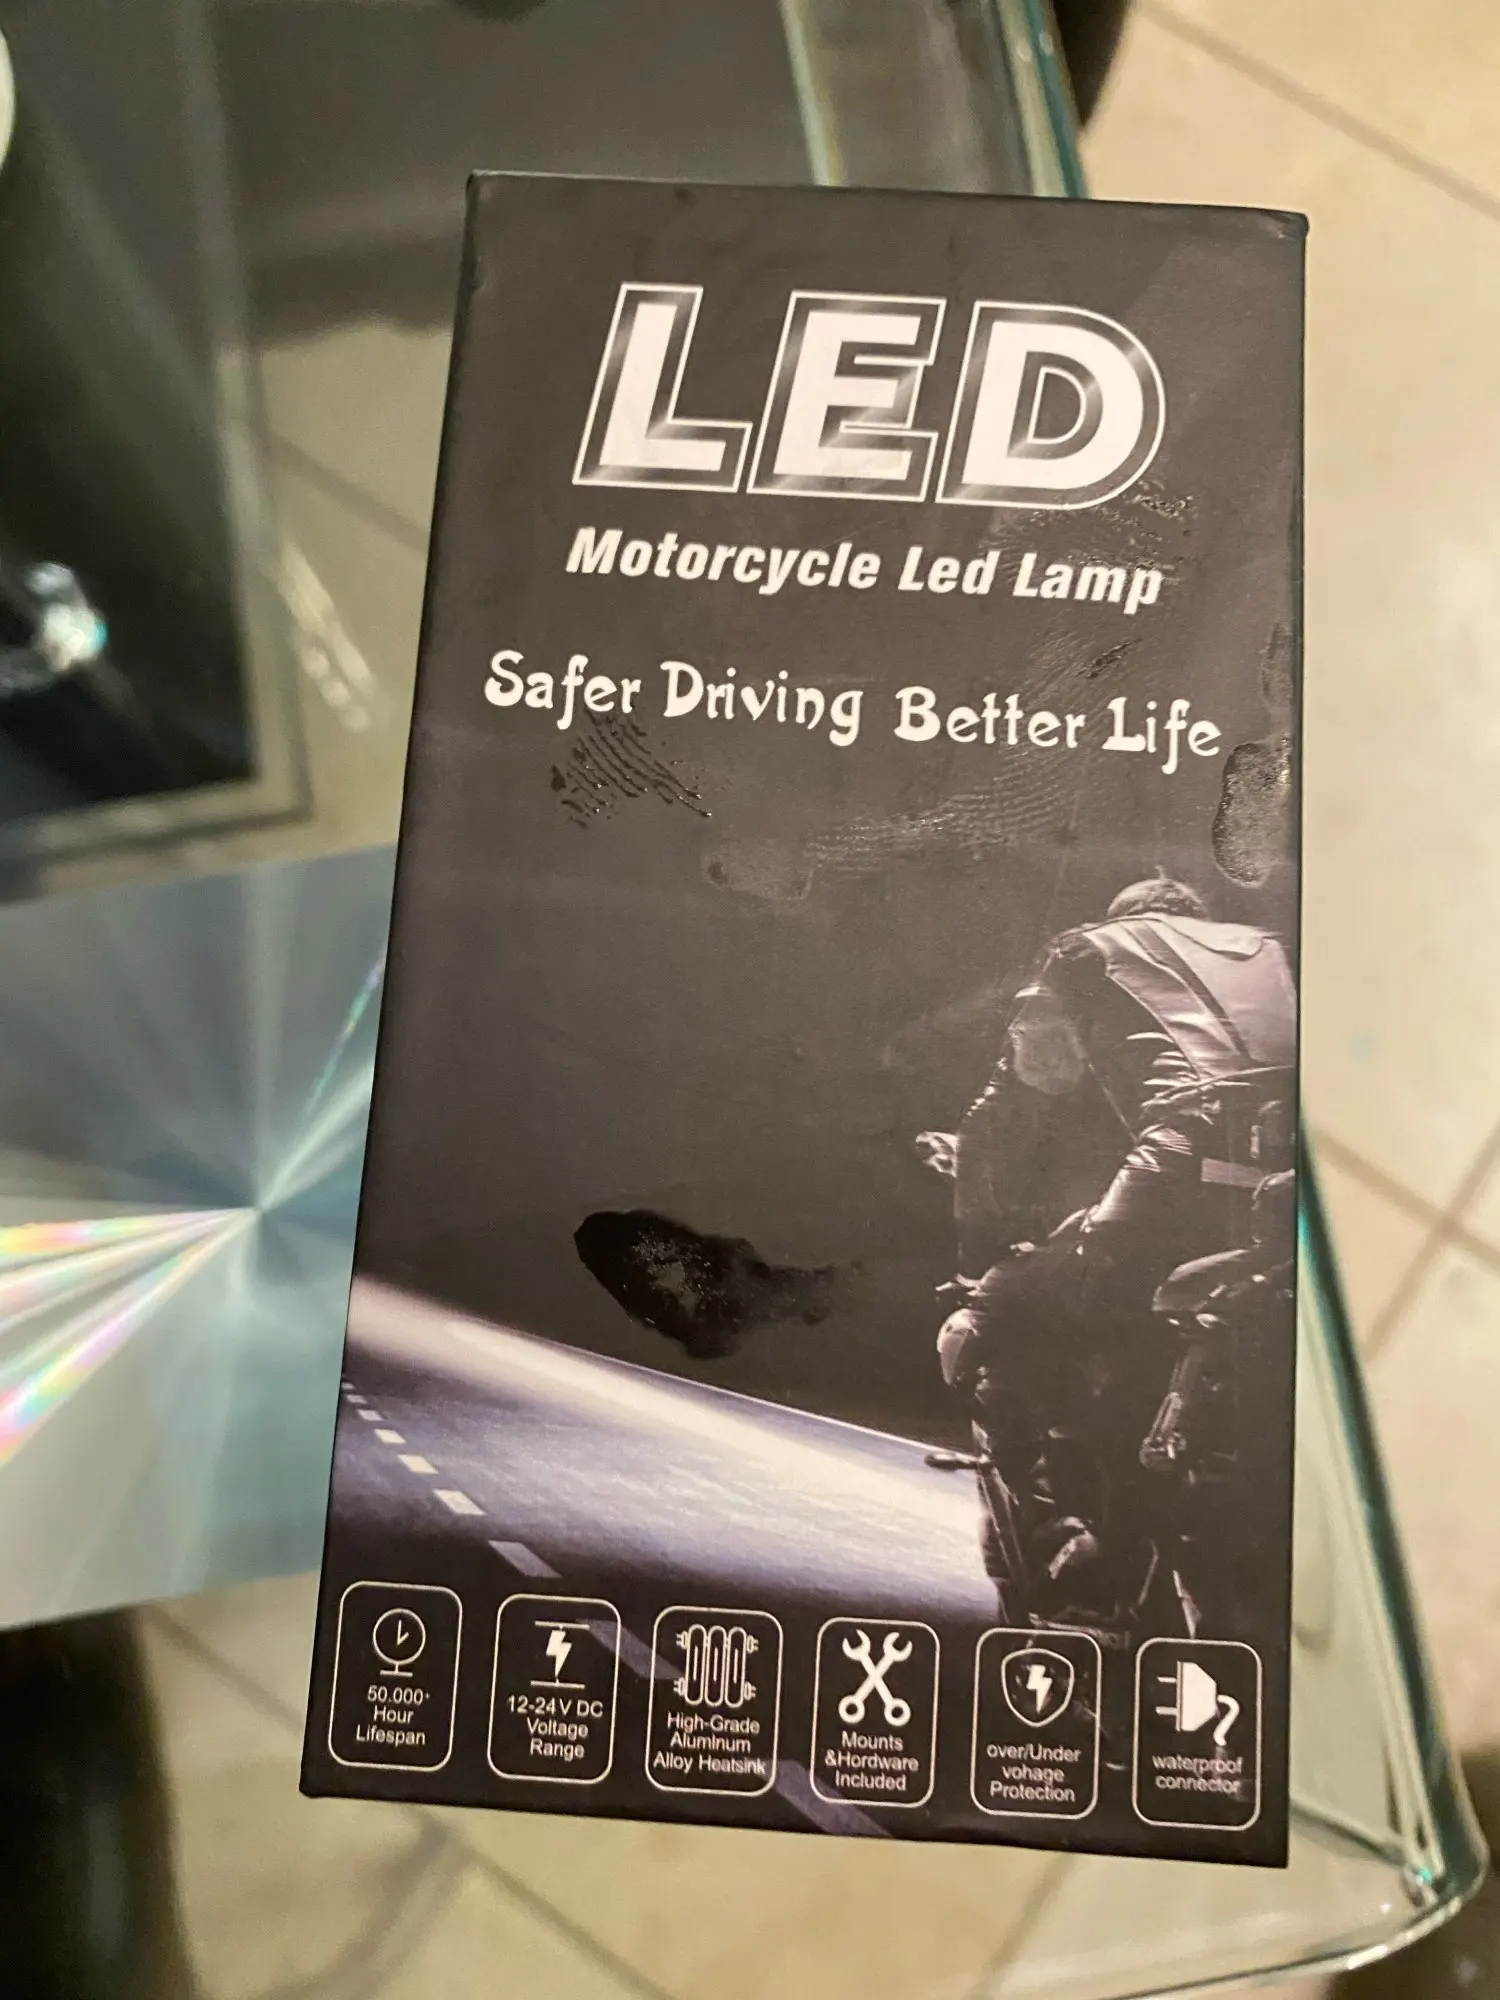 LED
Motorcycle Led Lamp
Safer Driving Better Life
50.000+
Hour
Lifespan
12-24V DC
Voltage
Range
High-Grade
Aluminum
Alloy Heatsink
Mounts
&Hordware
Included
over/Under
vohage
Protection
waterproof
connector